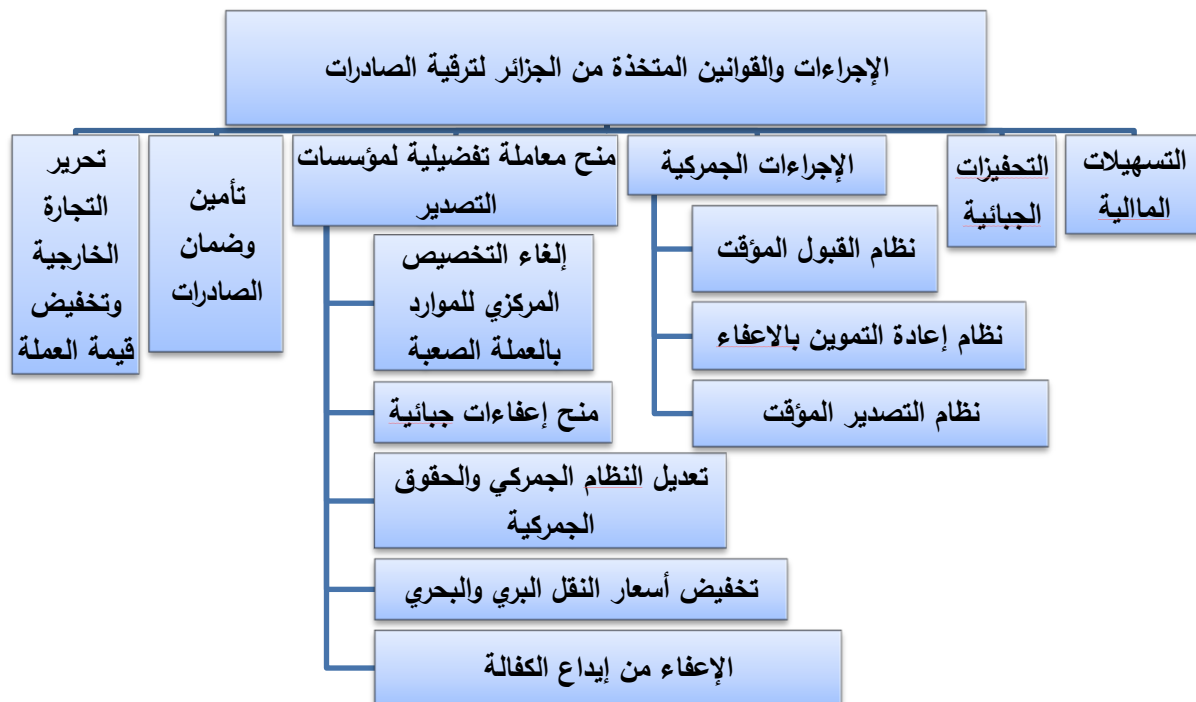 الإجراءات والقوانين المتخذة من الجزائر لترقية الصادرات
التسهيلات
المالية
التحفيزات
الجبائية
الإجراءات الجمركية
نظام القبول المؤقت
نظام إعادة التموين بالاعفاء
نظام التصدير المؤقت
منح معاملة تفضيلية لمؤسسات
التصدير
إلغاء التخصيص
المركزي للموارد
بالعملة الصعبة
منح إعفاءات جبائية
تعديل النظام الجمركي والحقوق
الجمركية
تخفيض أسعار النقل البري والبحري
الإعفاء من إيداع الكفالة
تأمين
وضمان
الصادرات
تحرير
التجارة
الخارجية
وتخفيض
قيمة العملة